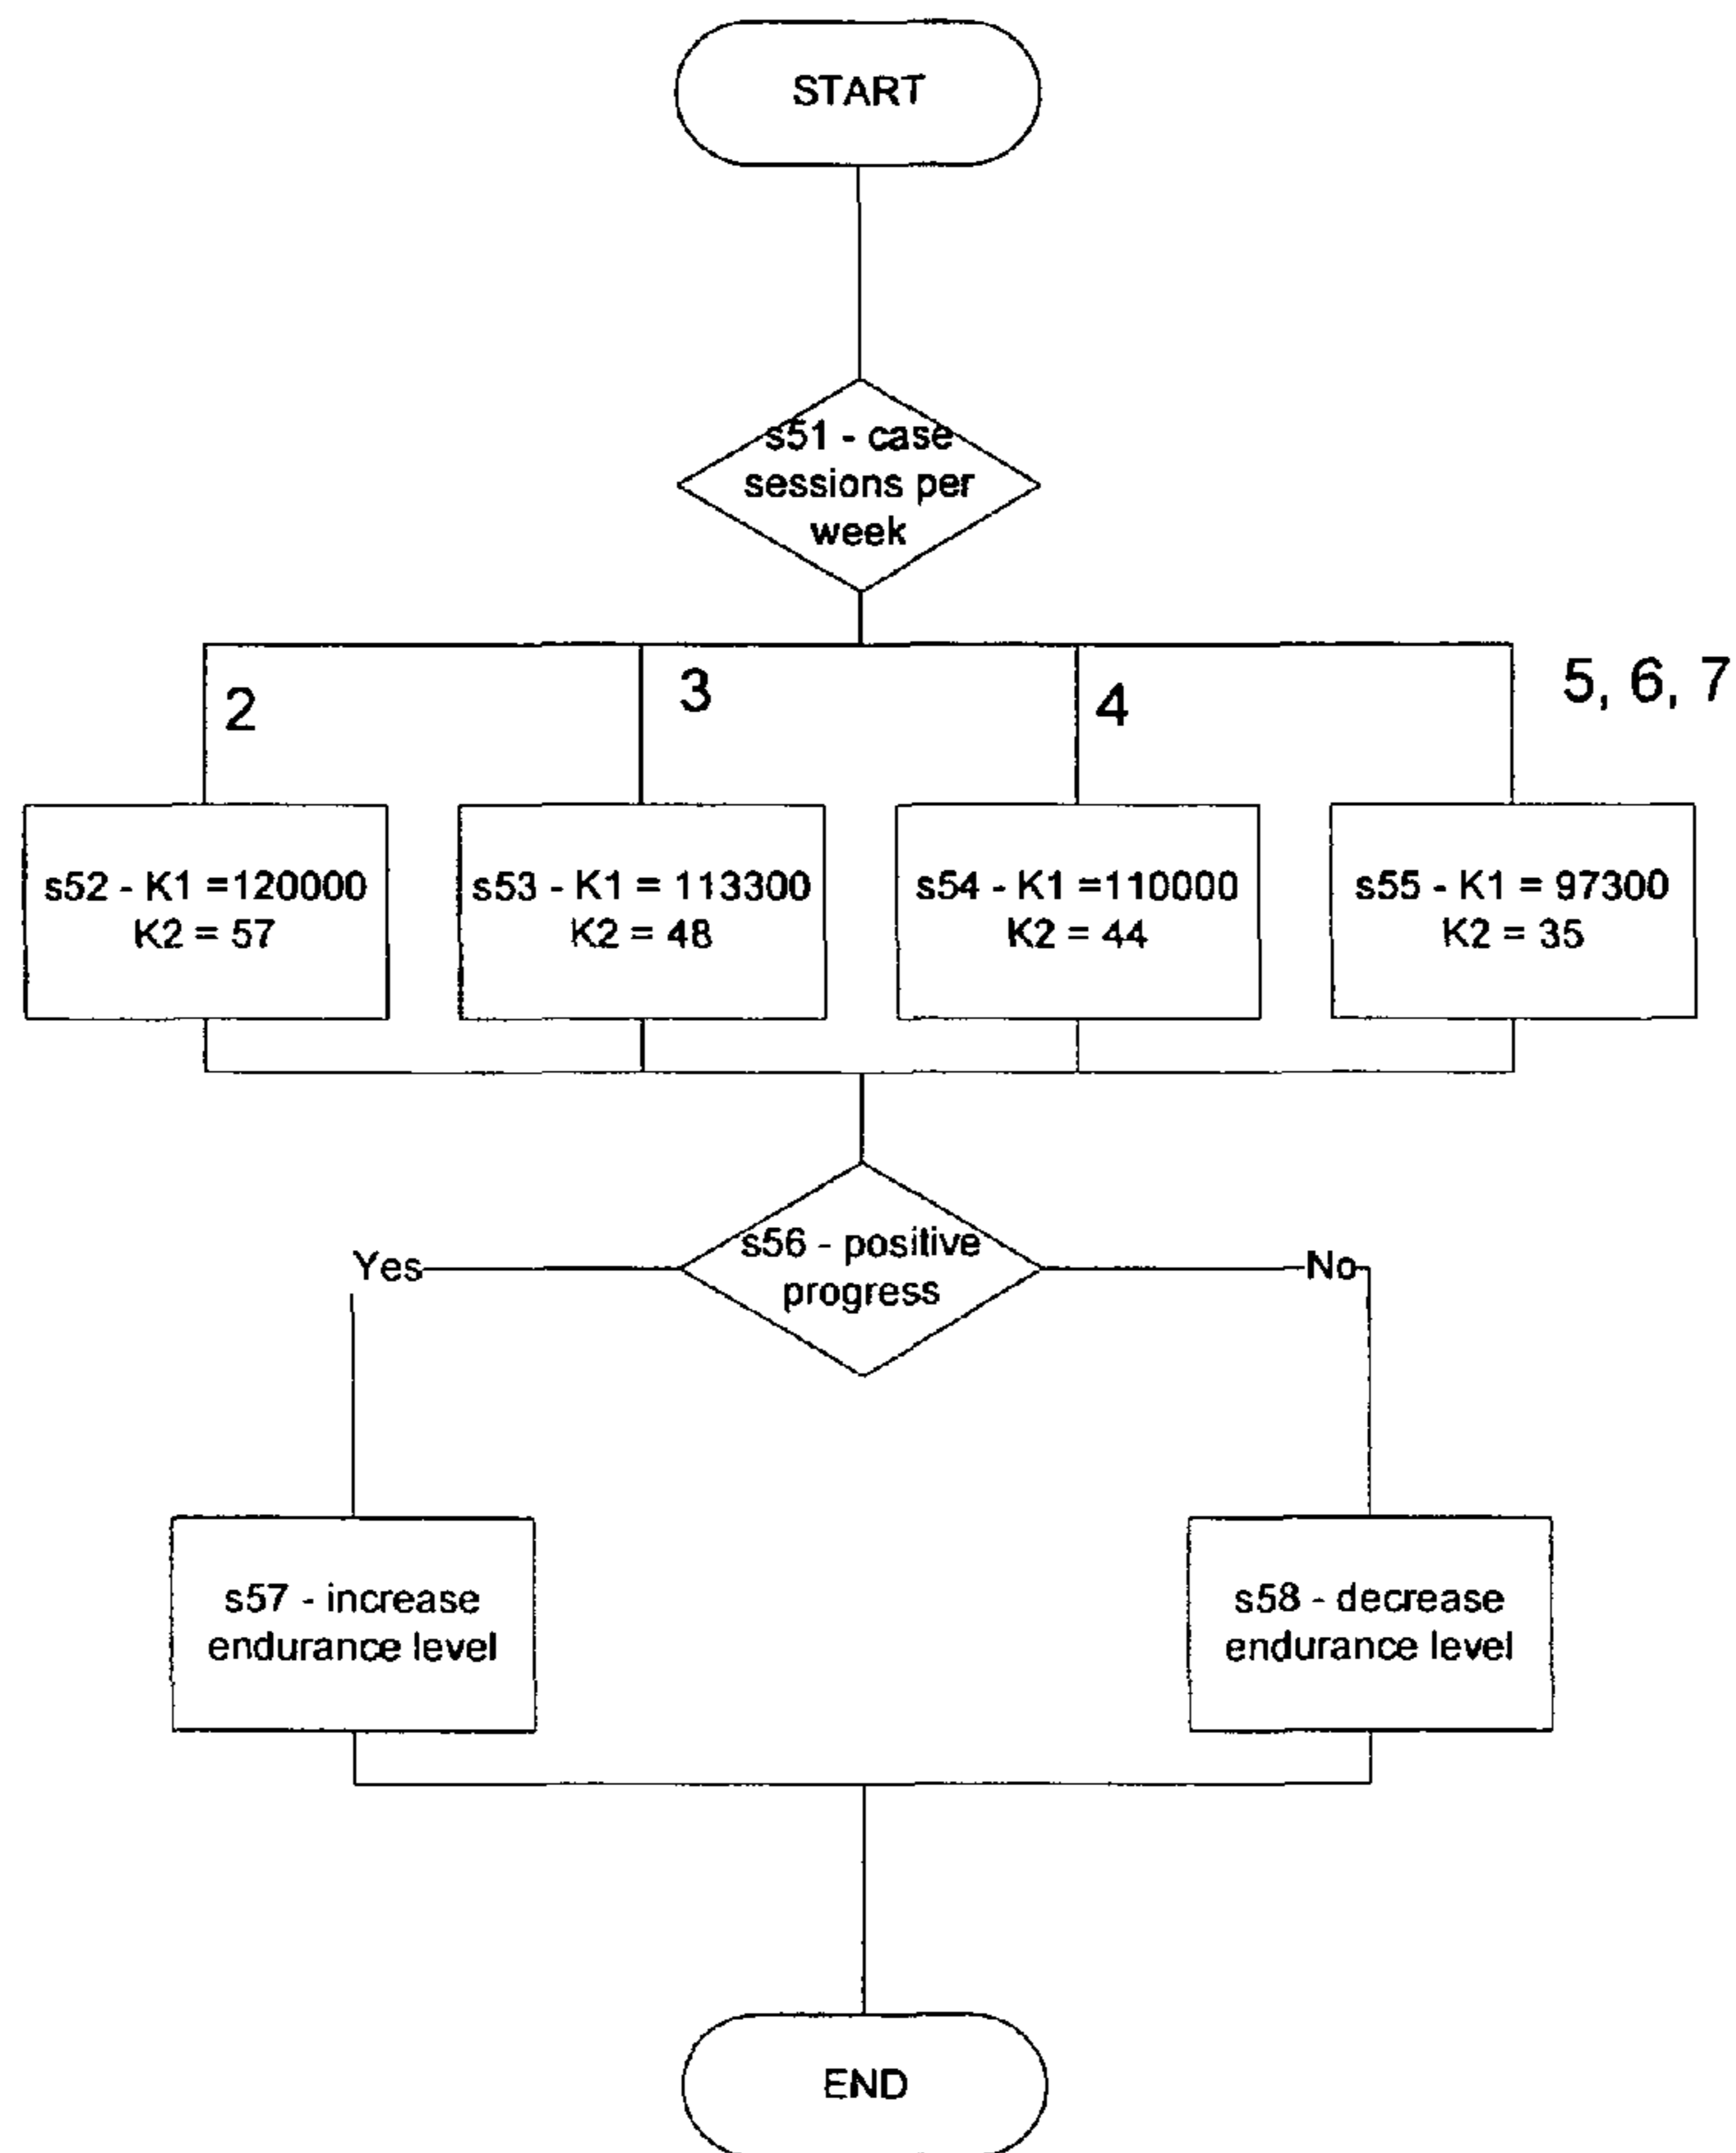 START
s51 - case
sessions per
week
2
3
4
5, 6, 7
s52 - K1 =120000
K2 = 57
s53 - K1 = 113300
K2 = 48
s54 - K1 =110000
K2 = 44
s55 - K1 = 97300
K2 = 35
s56 - positive
progress
Yes
No
s57 - increase
endurance level
s58 - decrease
endurance level
END